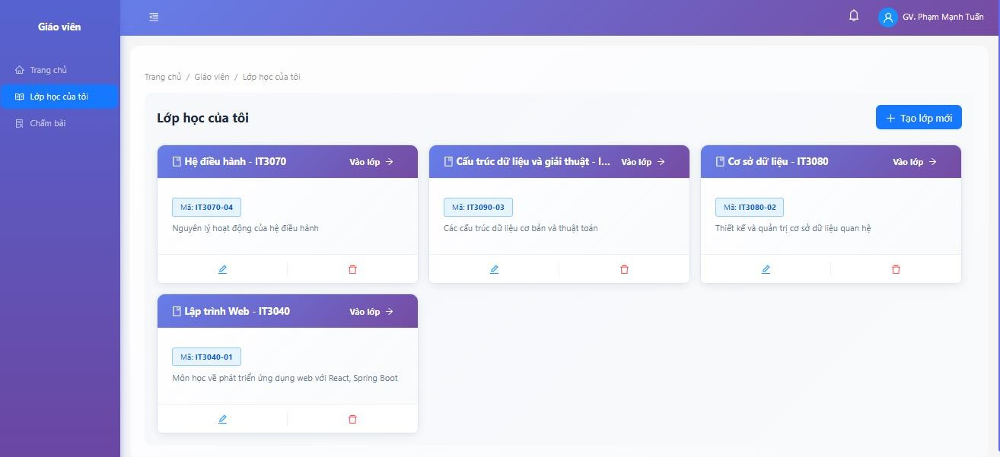 Giáo viên
GV. Phạm Mạnh Tuấn
Trang chủ
Lớp học của tôi
Chấm bài
Trang chủ / Giáo viên / Lớp học của tôi
Lớp học của tôi
+ Tạo lớp mới
Hệ điều hành - IT3070 Vào lớp →
Mã: IT3070-04
Nguyên lý hoạt động của hệ điều hành
Cấu trúc dữ liệu và giải thuật - I... Vào lớp →
Mã: IT3090-03
Các cấu trúc dữ liệu cơ bản và thuật toán
Cơ sở dữ liệu - IT3080 Vào lớp →
Mã: IT3080-02
Thiết kế và quản trị cơ sở dữ liệu quan hệ
Lập trình Web - IT3040 Vào lớp →
Mã: IT3040-01
Môn học về phát triển ứng dụng web với React, Spring Boot